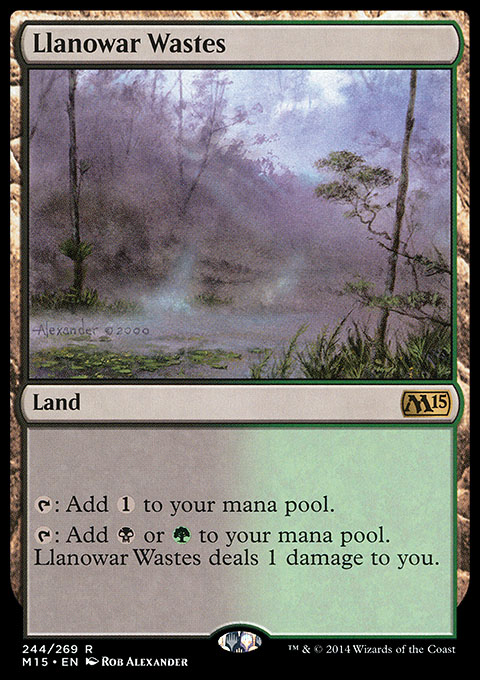 Llanowar Wastes
Alexander ©2000
Land
M15
: Add 1 to your mana pool.
: Add or to your mana pool.
Llanowar Wastes deals 1 damage to you.
244/269 R
M15 • EN Rob Alexander
™ & © 2014 Wizards of the Coast